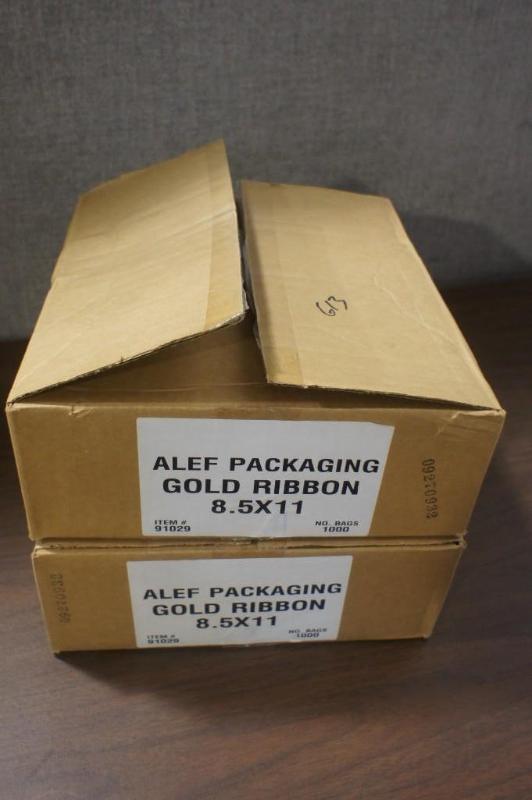 613
ALEF PACKAGING
GOLD RIBBON
8.5X11
ITEM # NO. BAGS
91029 1000
ALEF PACKAGING
GOLD RIBBON
8.5X11
ITEM # NO. BAGS
91029 1000